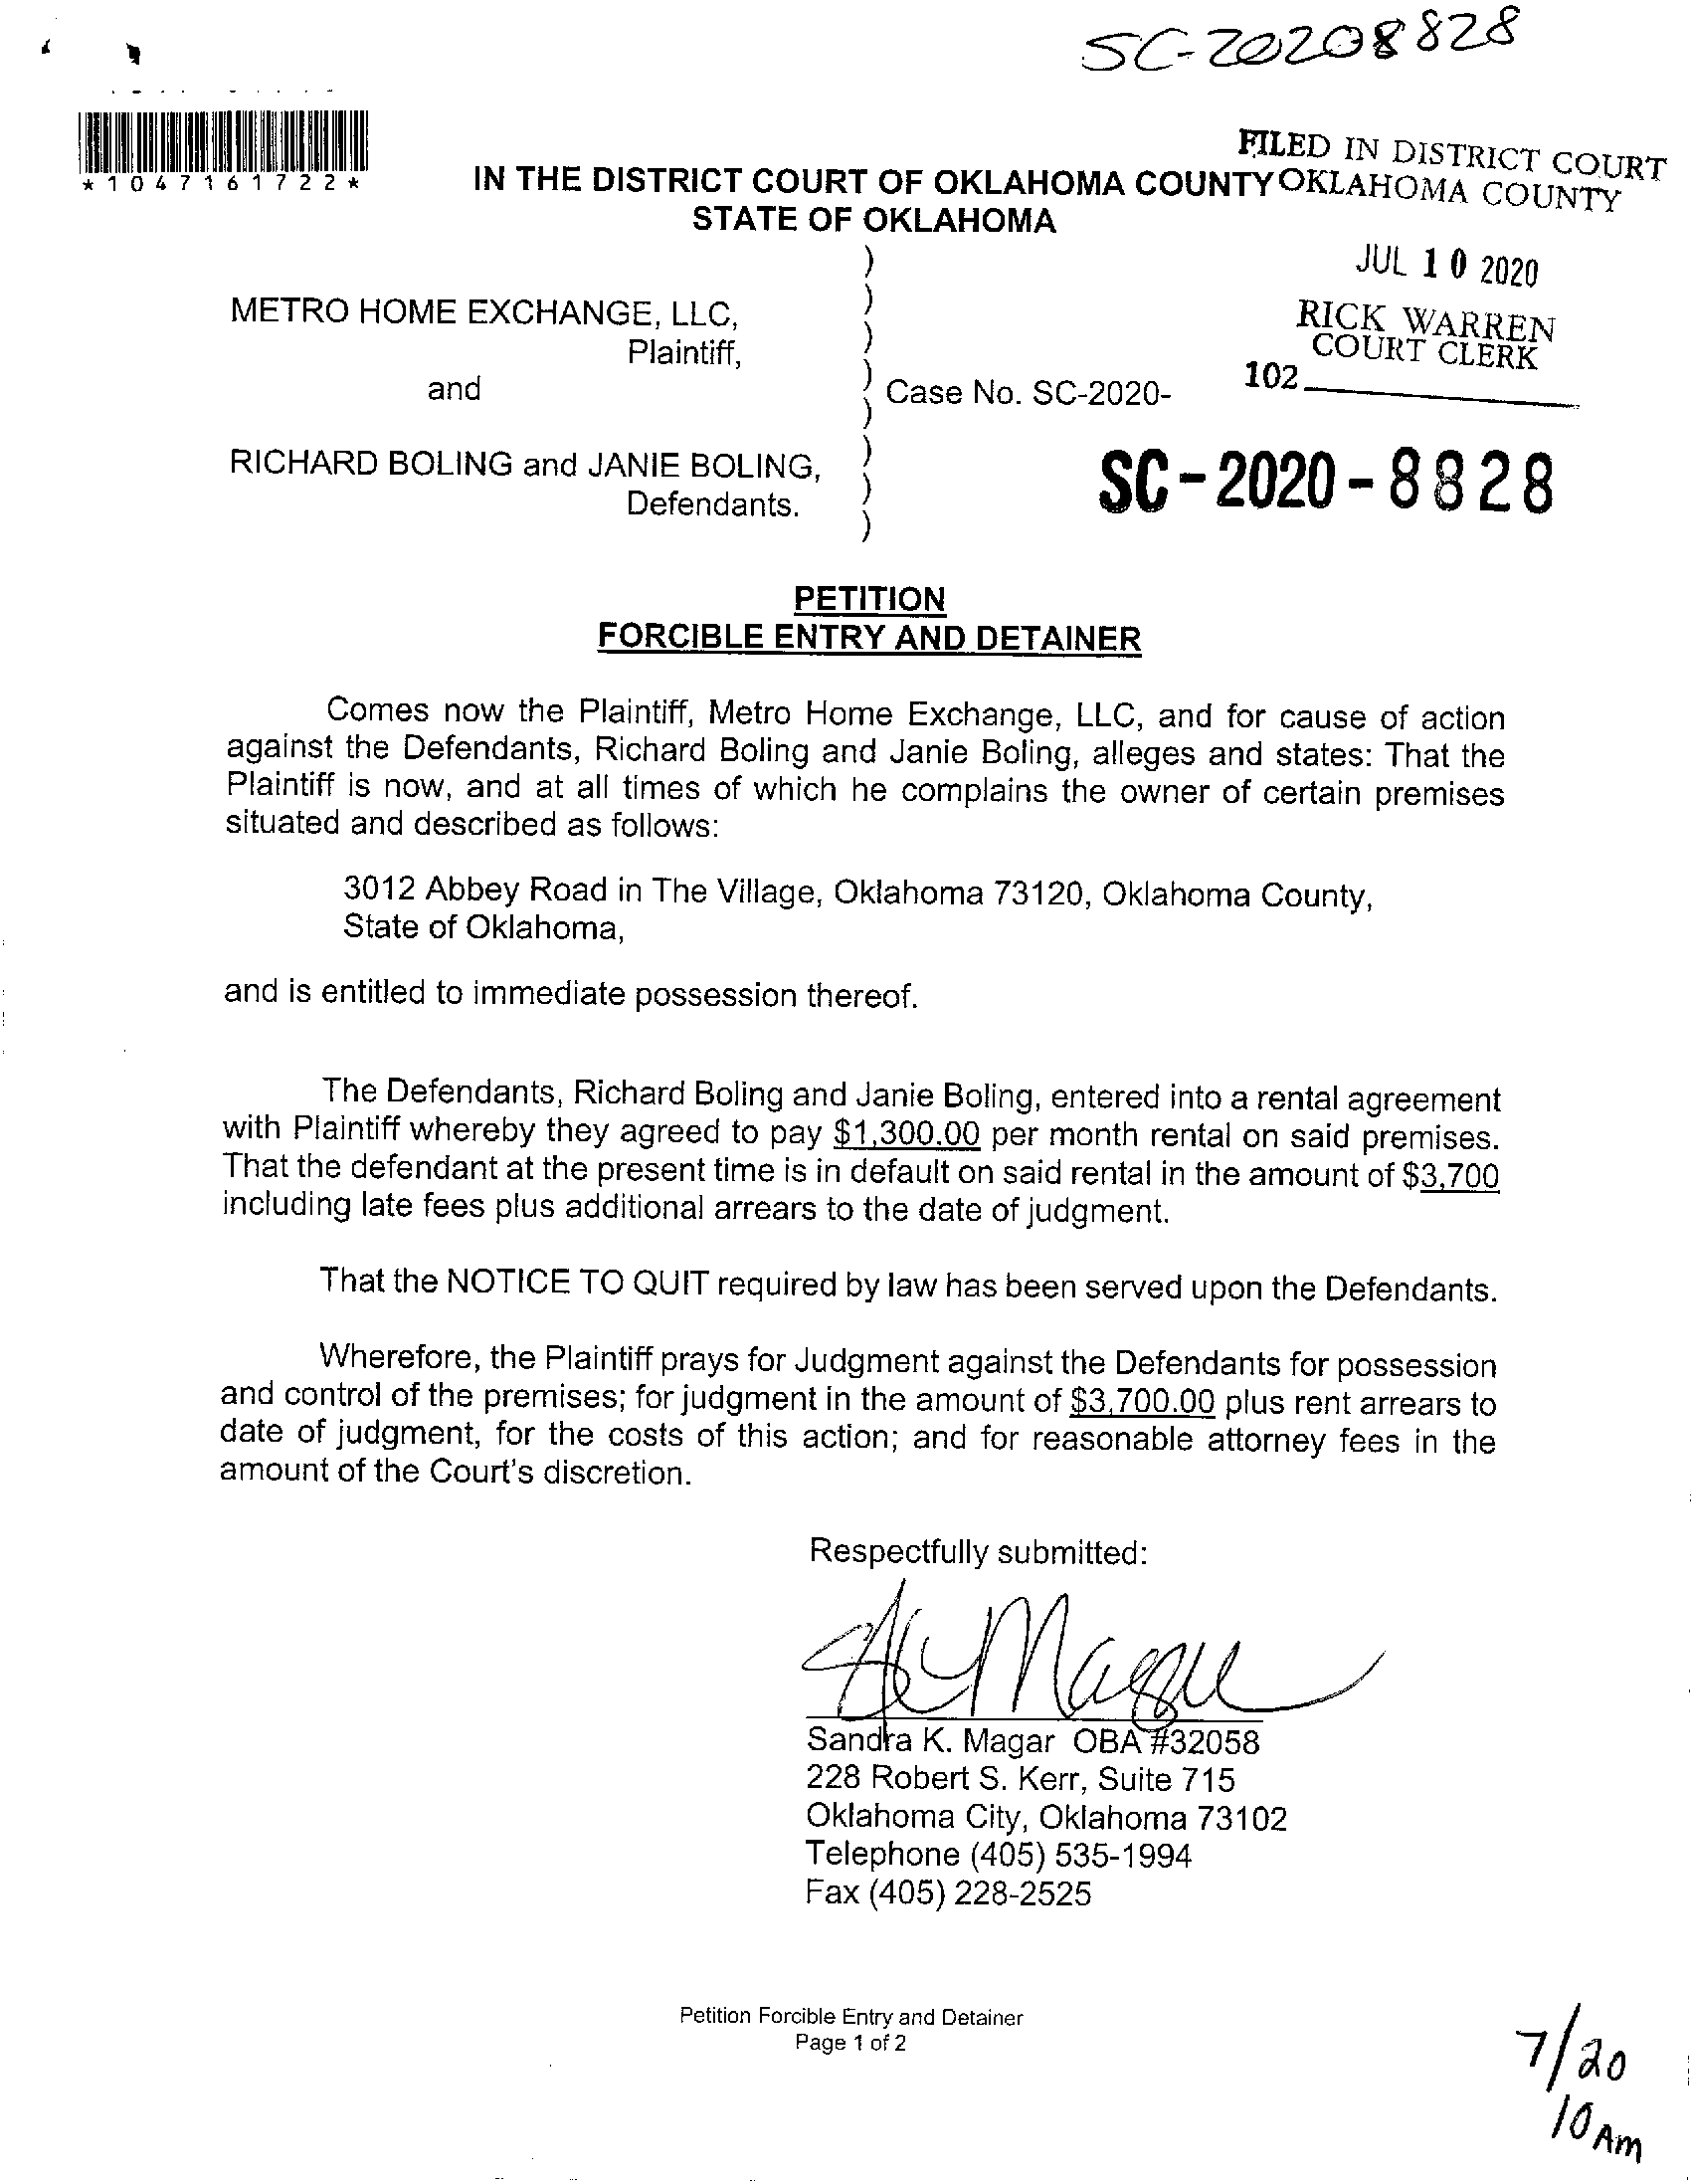 SC-20208828
*1047161722*
FILED IN DISTRICT COURT
OKLAHOMA COUNTY
IN THE DISTRICT COURT OF OKLAHOMA COUNTY
STATE OF OKLAHOMA
JUL 10 2020
RICK WARREN
COURT CLERK
102
METRO HOME EXCHANGE, LLC,
Plaintiff,
and
Case No. SC-2020-
RICHARD BOLING and JANIE BOLING,
Defendants.
)
)
)
)
)
)
)
)
SC-2020-8828
PETITION
FORCIBLE ENTRY AND DETAINER
Comes now the Plaintiff, Metro Home Exchange, LLC, and for cause of action
against the Defendants, Richard Boling and Janie Boling, alleges and states: That the
Plaintiff is now, and at all times of which he complains the owner of certain premises
situated and described as follows:
3012 Abbey Road in The Village, Oklahoma 73120, Oklahoma County,
State of Oklahoma,
and is entitled to immediate possession thereof.
The Defendants, Richard Boling and Janie Boling, entered into a rental agreement
with Plaintiff whereby they agreed to pay $1,300.00 per month rental on said premises.
That the defendant at the present time is in default on said rental in the amount of $3,700
including late fees plus additional arrears to the date of judgment.
That the NOTICE TO QUIT required by law has been served upon the Defendants.
Wherefore, the Plaintiff prays for Judgment against the Defendants for possession
and control of the premises; for judgment in the amount of $3,700.00 plus rent arrears to
date of judgment, for the costs of this action; and for reasonable attorney fees in the
amount of the Court's discretion.
Respectfully submitted:
Sandra K. Magar OBA #32058
228 Robert S. Kerr, Suite 715
Oklahoma City, Oklahoma 73102
Telephone (405) 535-1994
Fax (405) 228-2525
Petition Forcible Entry and Detainer
Page 1 of 2
7/20
10 Am